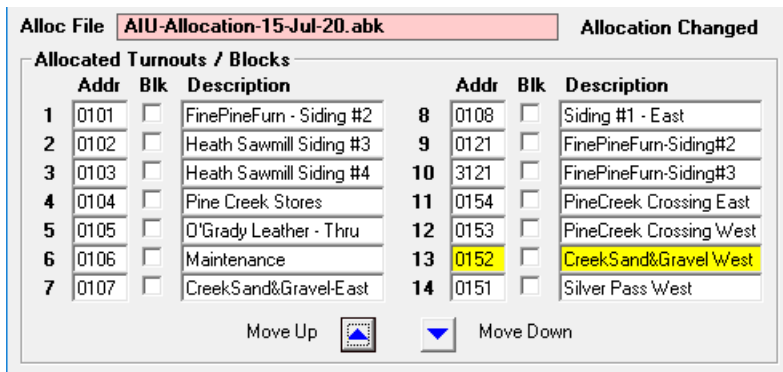 Alloc File AIU-Allocation-15-Jul-20.abk Allocation Changed
Allocated Turnouts / Blocks
Addr Blk Description Addr Blk Description
1 0101 FinePineFurn - Siding #2 8 0108 Siding #1 - East
2 0102 Heath Sawmill Siding #3 9 0121 FinePineFurn-Siding#2
3 0103 Heath Sawmill Siding #4 10 3121 FinePineFurn-Siding#3
4 0104 Pine Creek Stores 11 0154 PineCreek Crossing East
5 0105 O'Grady Leather - Thru 12 0153 PineCreek Crossing West
6 0106 Maintenance 13 0152 CreekSand&Gravel West
7 0107 CreekSand&Gravel-East 14 0151 Silver Pass West
Move Up Move Down